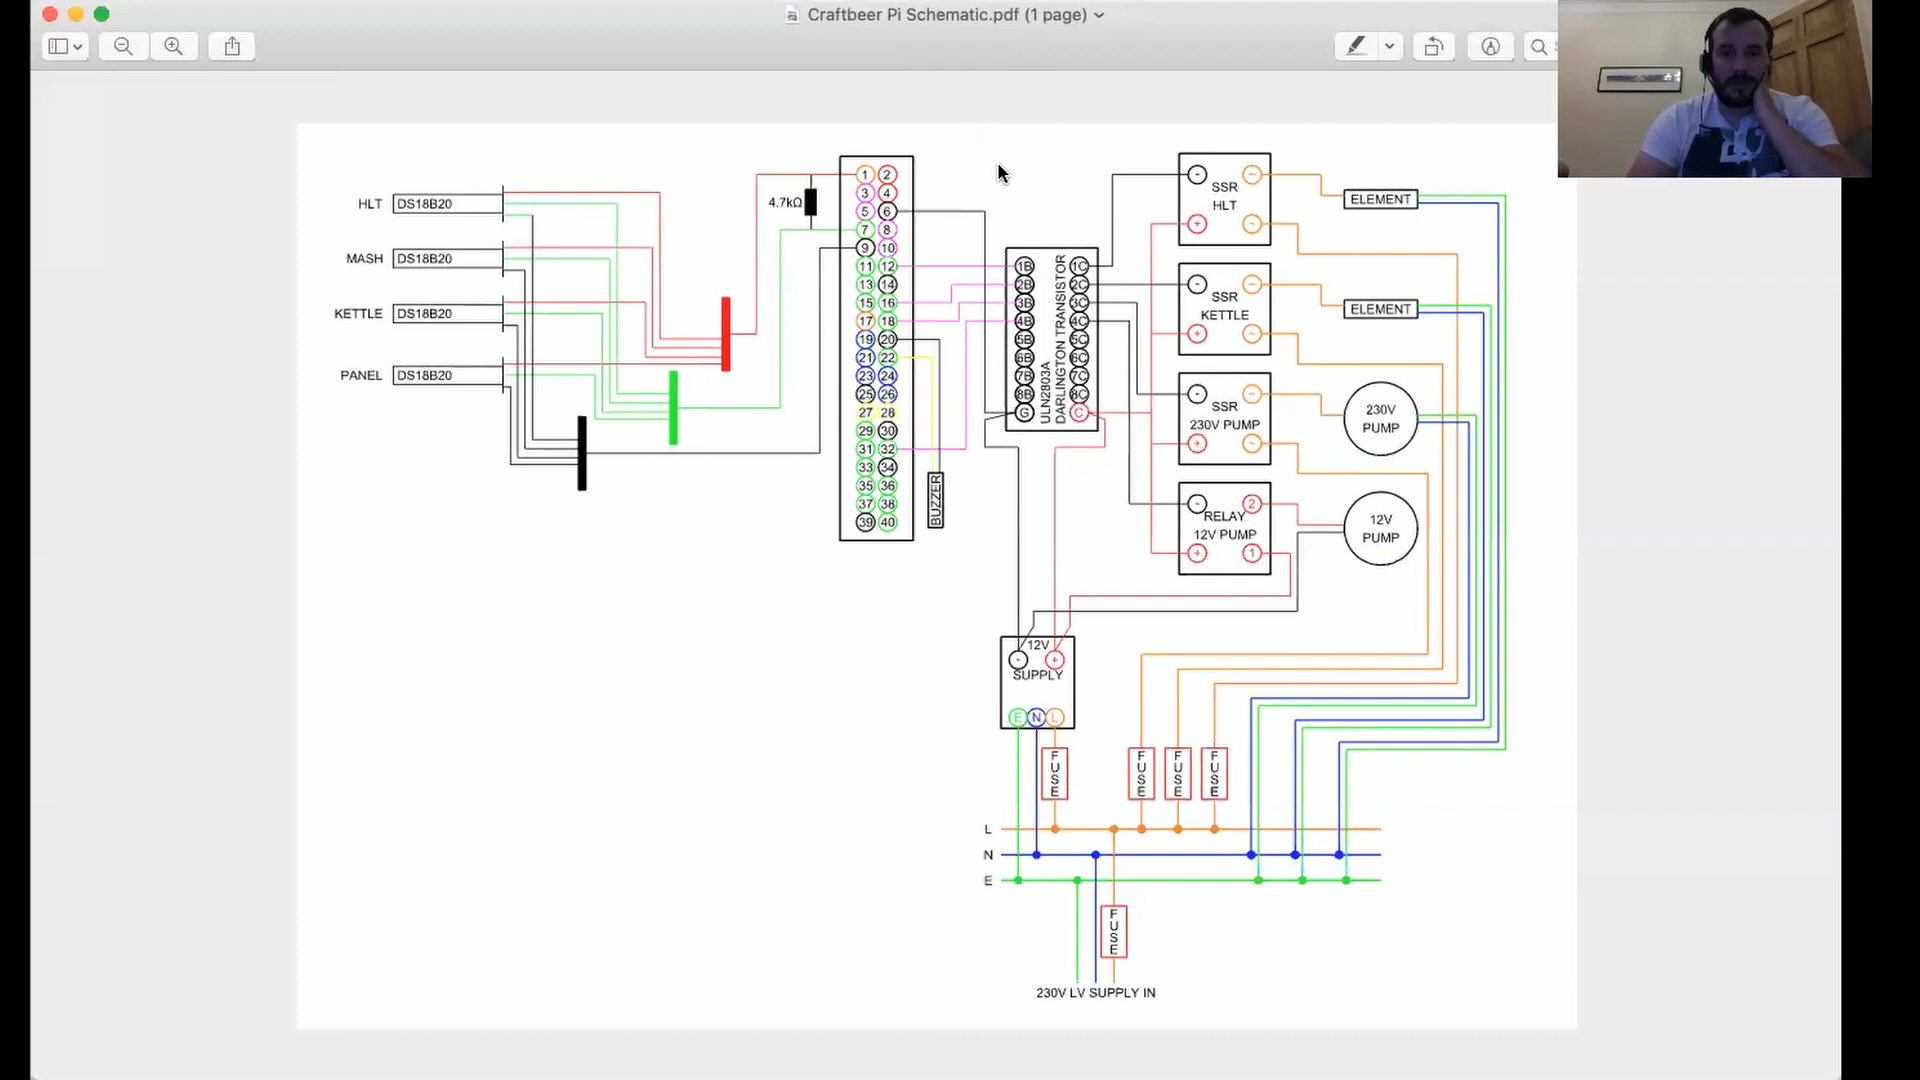 Craftbeer Pi Schematic.pdf (1 page)
HLT DS18B20
MASH DS18B20
KETTLE DS18B20
PANEL DS18B20
4.7kΩ
1 2
3 4
5 6
7 8
9 10
11 12
13 14
15 16
17 18
19 20
21 22
23 24
25 26
27 28
29 30
31 32
33 34
35 36
37 38
39 40
BUZZER
1B 1C
2B 2C
3B 3C
4B 4C
5B 5C
6B 6C
7B 7C
8B 8C
G C
ULN2803A
DARLINGTON TRANSISTOR
- ~
SSR
HLT
+ ~
ELEMENT
- ~
SSR
KETTLE
+ ~
ELEMENT
- ~
SSR
230V PUMP
+ ~
230V
PUMP
- 2
RELAY
12V PUMP
+ 1
12V
PUMP
12V
- +
SUPPLY
E N L
FUSE
FUSE
FUSE
FUSE
L
N
E
FUSE
230V LV SUPPLY IN